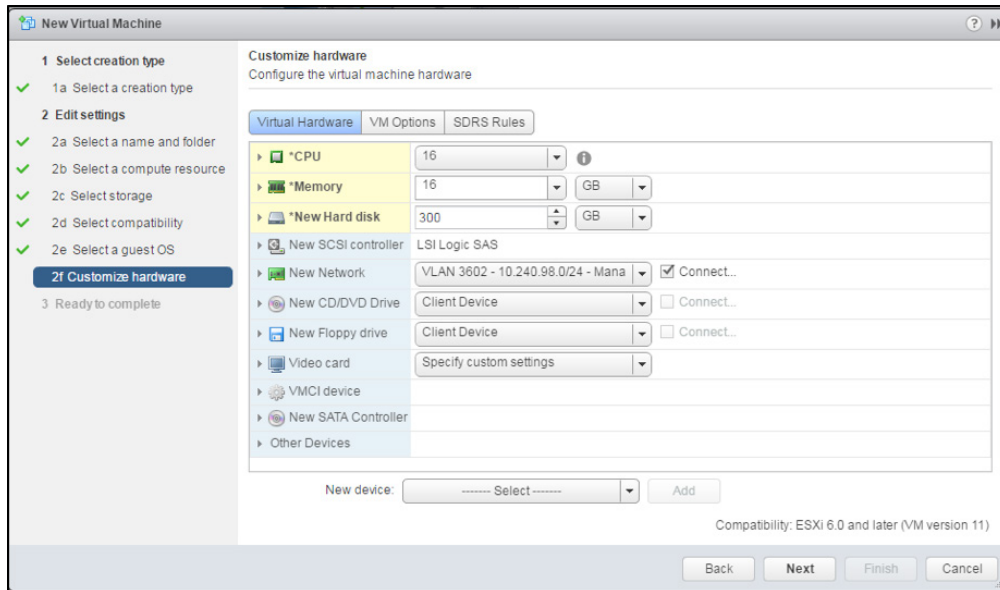 New Virtual Machine
1 Select creation type
1a Select a creation type
2 Edit settings
2a Select a name and folder
2b Select a compute resource
2c Select storage
2d Select compatibility
2e Select a guest OS
2f Customize hardware
3 Ready to complete
Customize hardware
Configure the virtual machine hardware
Virtual Hardware VM Options SDRS Rules
*CPU 16
*Memory 16 GB
*New Hard disk 300 GB
New SCSI controller LSI Logic SAS
New Network VLAN 3602 - 10.240.98.0/24 - Mana Connect...
New CD/DVD Drive Client Device Connect...
New Floppy drive Client Device Connect...
Video card Specify custom settings
VMCI device
New SATA Controller
Other Devices
New device: ------- Select ------- Add
Compatibility: ESXi 6.0 and later (VM version 11)
Back Next Finish Cancel